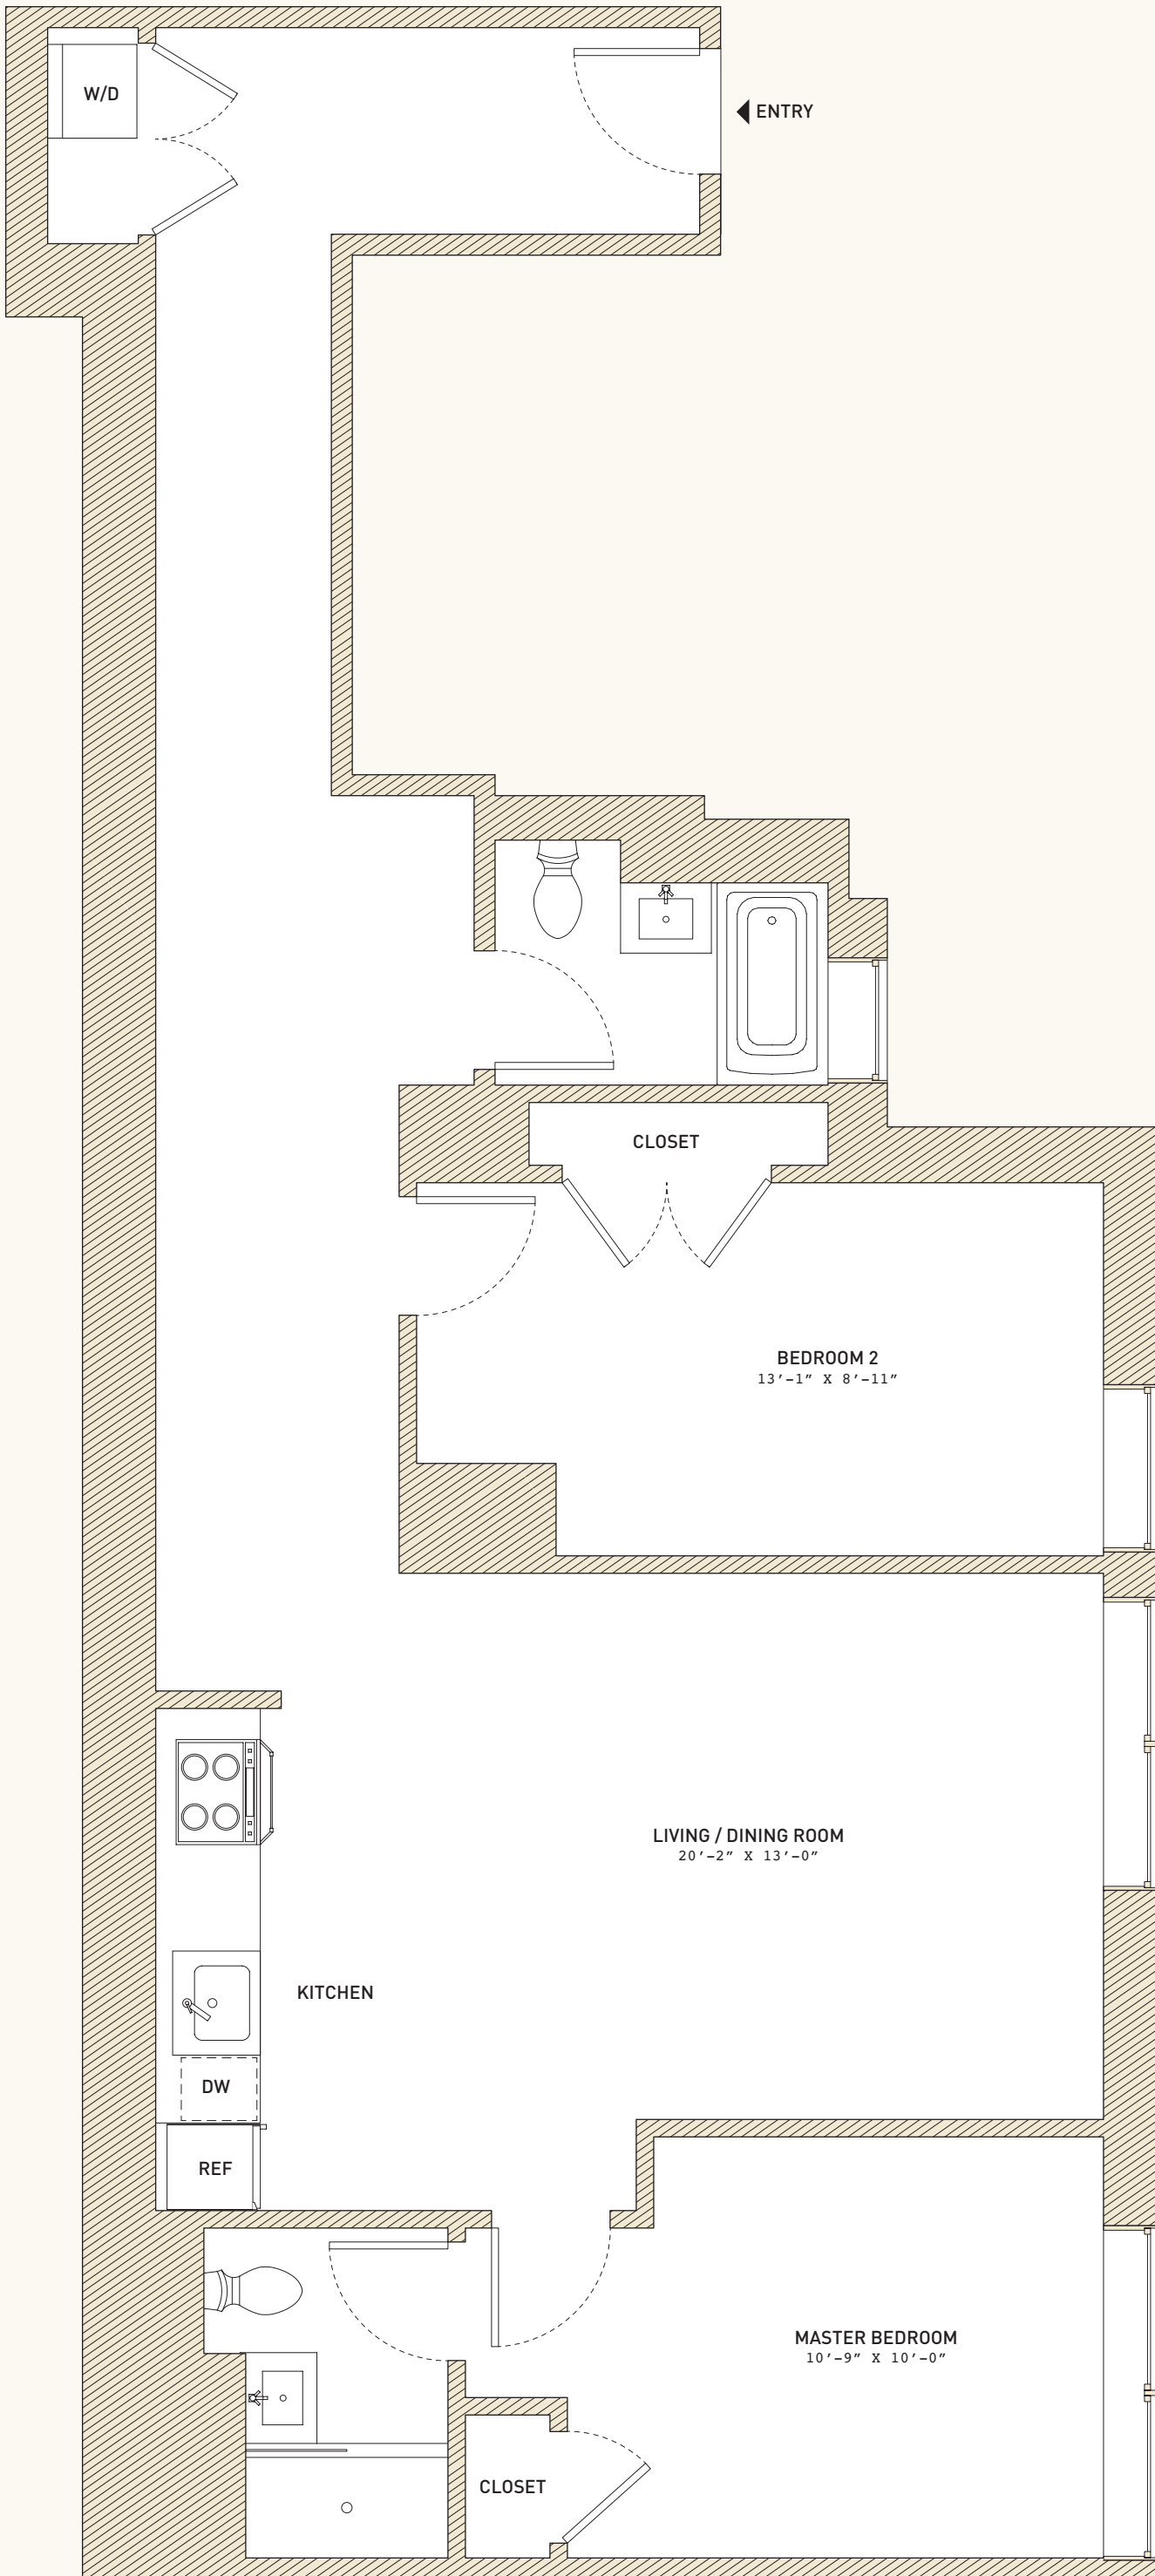 W/D
ENTRY
CLOSET
BEDROOM 2
13’–1” X 8’–11”
LIVING / DINING ROOM
20’–2” X 13’–0”
KITCHEN
DW
REF
MASTER BEDROOM
10’–9” X 10’–0”
CLOSET